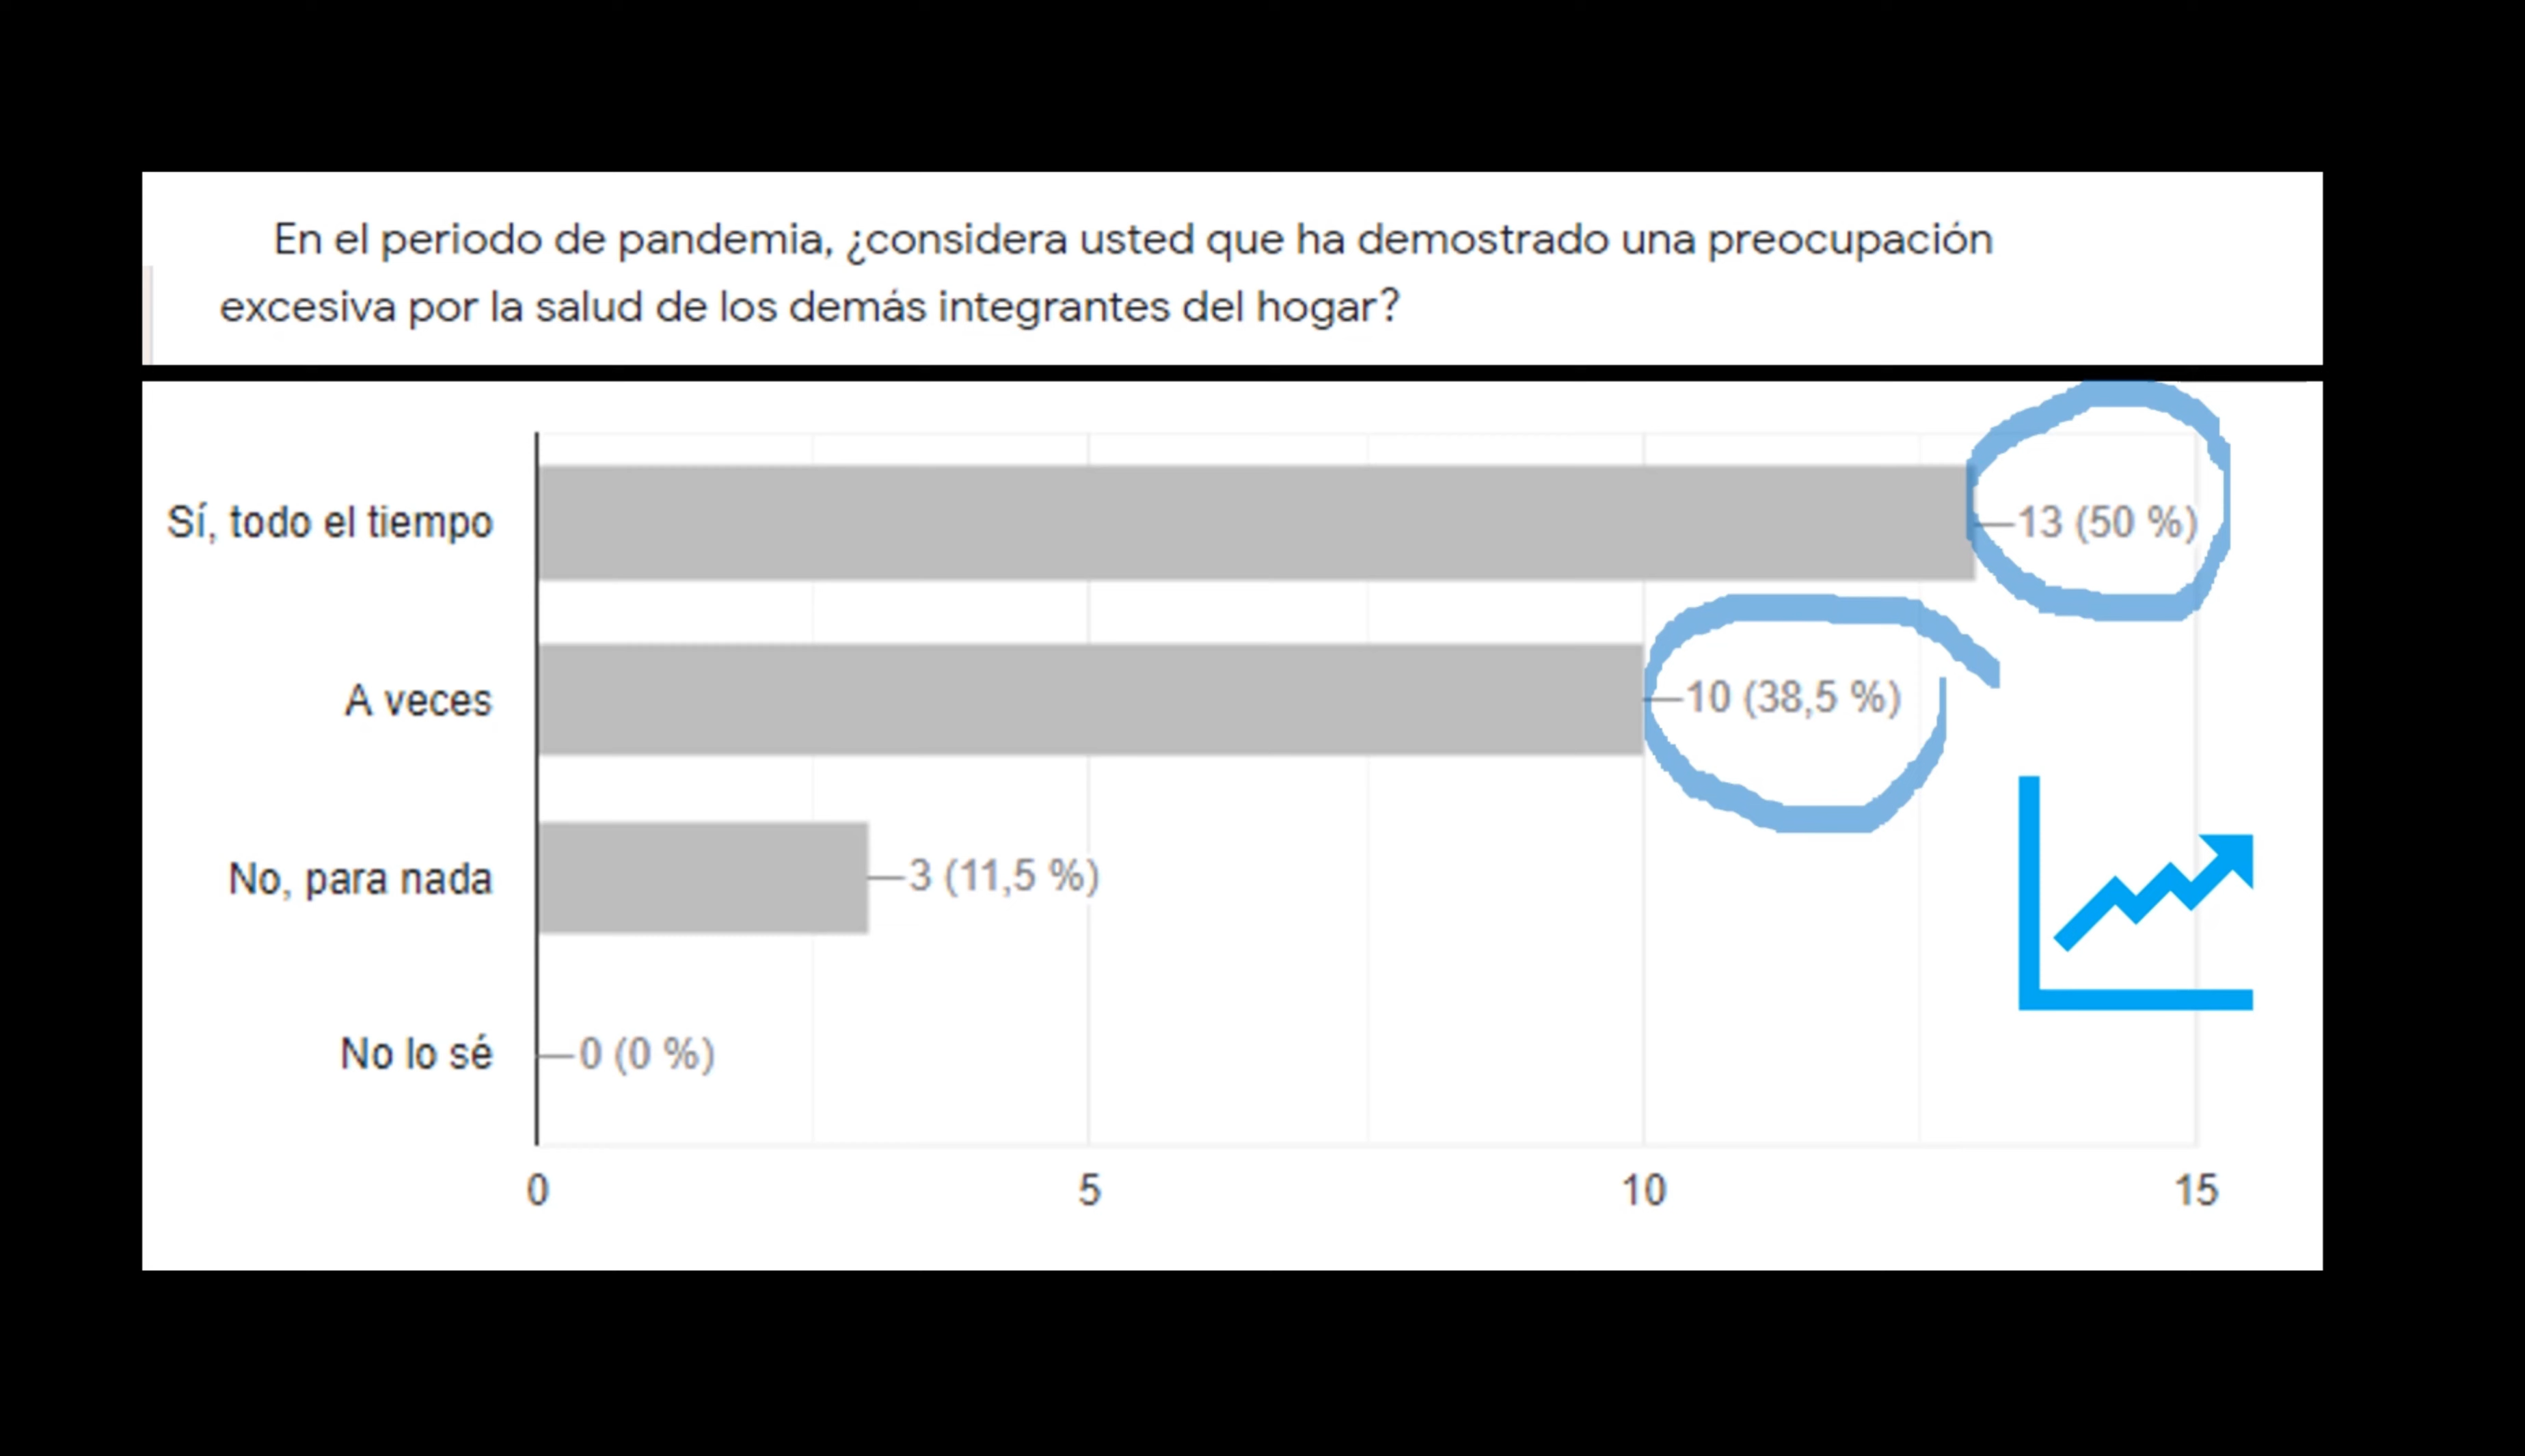 En el periodo de pandemia, ¿considera usted que ha demostrado una preocupación
excesiva por la salud de los demás integrantes del hogar?
Sí, todo el tiempo
13 (50 %)
A veces
10 (38,5 %)
No, para nada
3 (11,5 %)
No lo sé
0 (0 %)
0 5 10 15